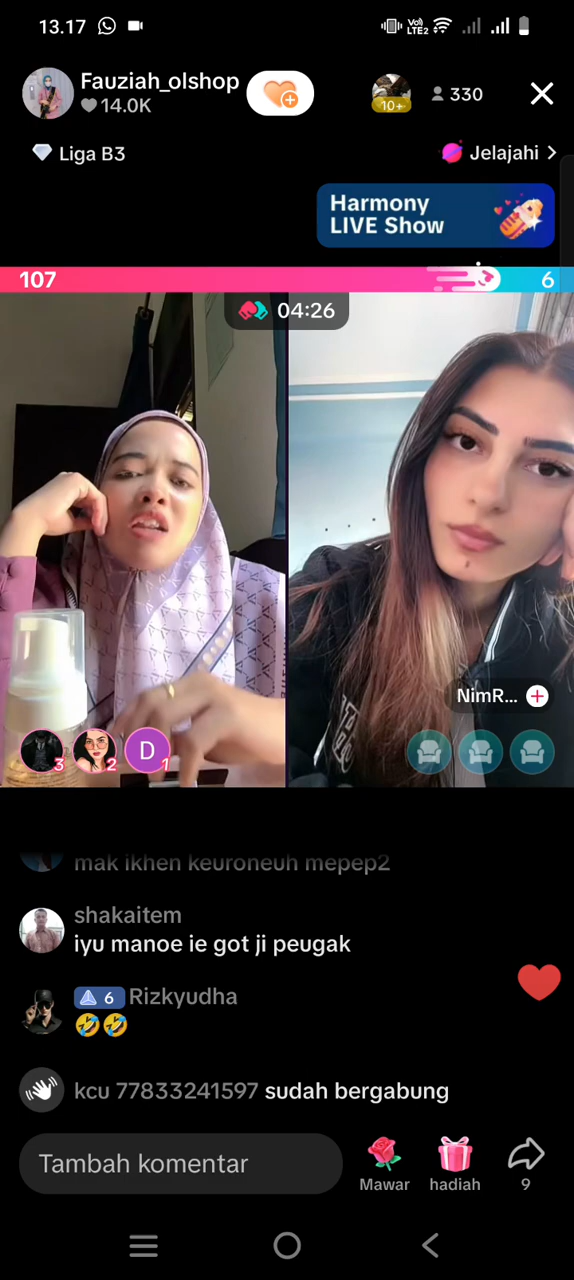 13.17
Vo)
LTE2
Fauziah_olshop
14.0K
10+
330
Liga B3
Jelajahi
Harmony
LIVE Show
107
6
04:26
NimR...
3
2
D
1
mak ikhen keuroneuh mepep2
shakaitem
iyu manoe ie got ji peugak
6 Rizkyudha
🤣🤣
kcu 77833241597 sudah bergabung
Tambah komentar
Mawar
hadiah
9